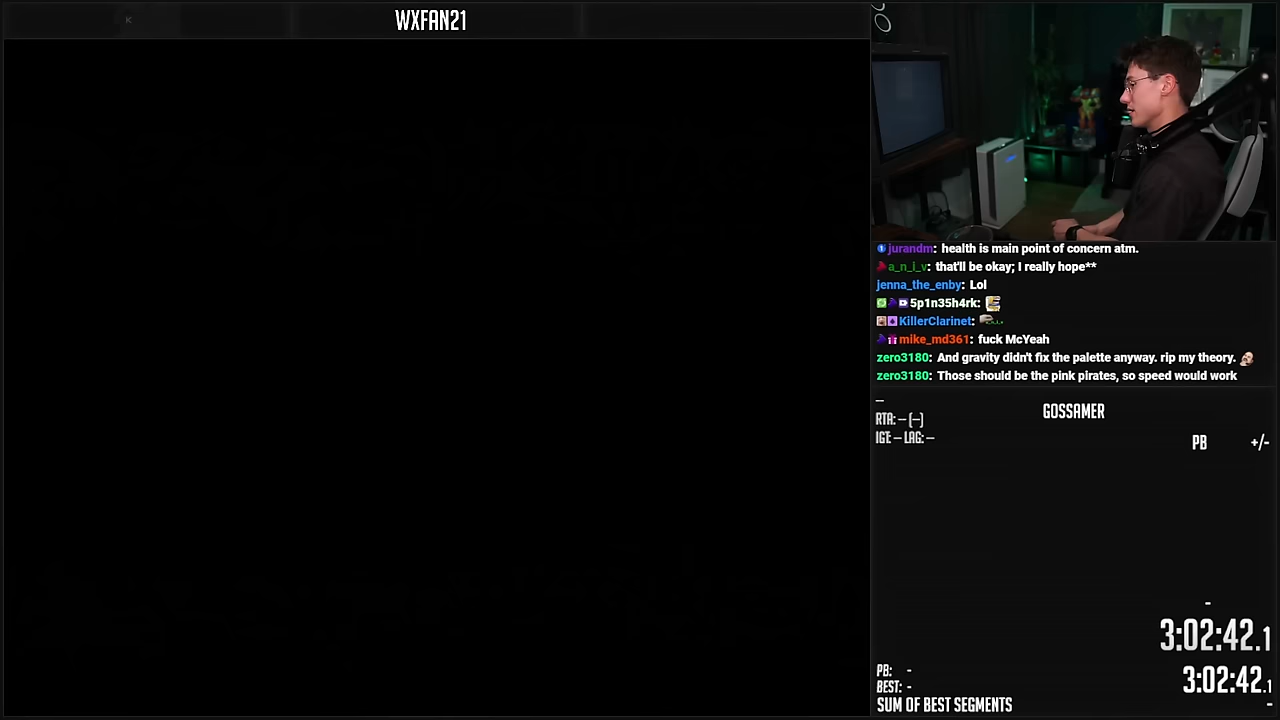 K
WXFAN21
jurandm: health is main point of concern atm.
a_n_i_v: that'll be okay; I really hope**
jenna_the_enby: Lol
5p1n35h4rk:
KillerClarinet:
mike_md361: fuck McYeah
zero3180: And gravity didn't fix the palette anyway. rip my theory.
zero3180: Those should be the pink pirates, so speed would work
–
GOSSAMER
RTA: – (–)
IGT: – LAG: –
PB +/-
-
3:02:42.1
PB: -
3:02:42.1
BEST: -
SUM OF BEST SEGMENTS -